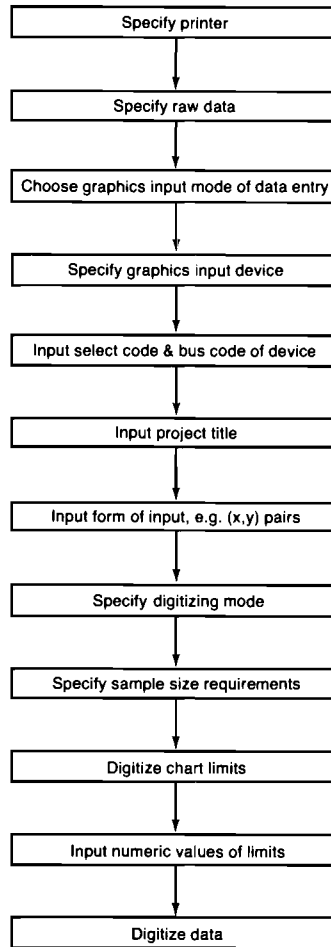 Specify printer
Specify raw data
Choose graphics input mode of data entry
Specify graphics input device
Input select code & bus code of device
Input project title
Input form of input, e.g. (x,y) pairs
Specify digitizing mode
Specify sample size requirements
Digitize chart limits
Input numeric values of limits
Digitize data